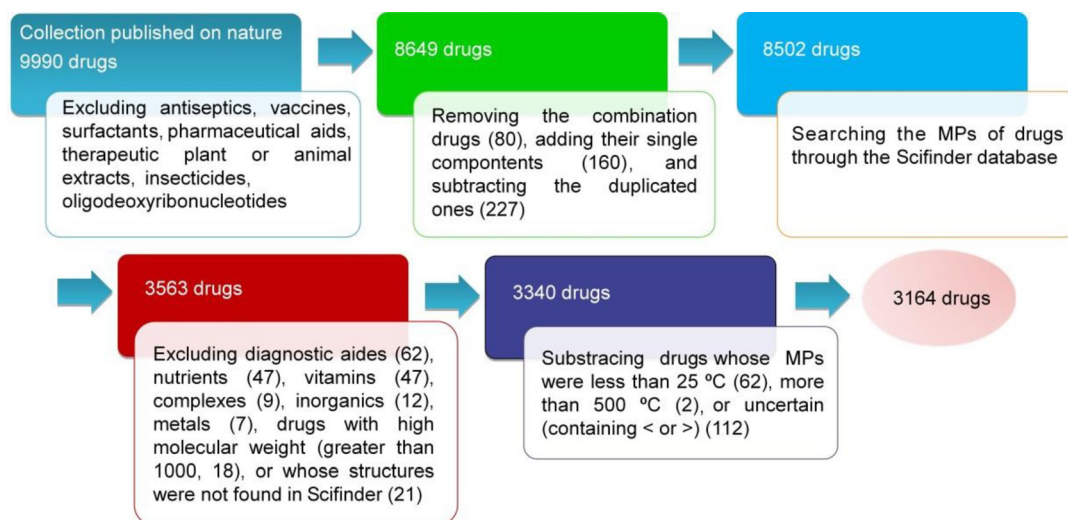 Collection published on nature
9990 drugs
Excluding antiseptics, vaccines,
surfactants, pharmaceutical aids,
therapeutic plant or animal
extracts, insecticides,
oligodeoxyribonucleotides
8649 drugs
Removing the combination
drugs (80), adding their single
compontents (160), and
subtracting the duplicated
ones (227)
8502 drugs
Searching the MPs of drugs
through the Scifinder database
3563 drugs
Excluding diagnostic aides (62),
nutrients (47), vitamins (47),
complexes (9), inorganics (12),
metals (7), drugs with high
molecular weight (greater than
1000, 18), or whose structures
were not found in Scifinder (21)
3340 drugs
Substracing drugs whose MPs
were less than 25 ºC (62), more
than 500 ºC (2), or uncertain
(containing < or >) (112)
3164 drugs